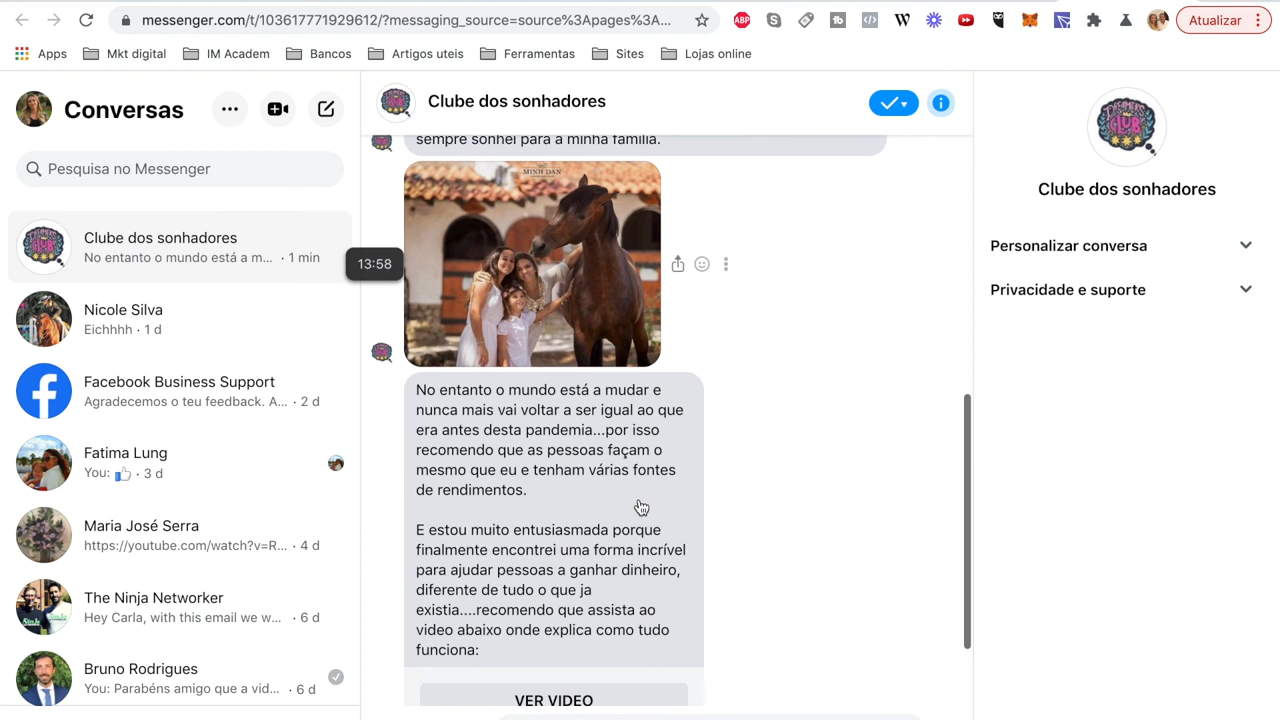 messenger.com/t/103617771929612/?messaging_source=source%3Apages%3A...
ABP
Atualizar
Apps
Mkt digital
IM Academ
Bancos
Artigos uteis
Ferramentas
Sites
Lojas online
Conversas
Pesquisa no Messenger
Clube dos sonhadores
No entanto o mundo está a m... · 1 min
Nicole Silva
Eichhhh · 1 d
Facebook Business Support
Agradecemos o teu feedback. A... · 2 d
Fatima Lung
You: 👍 · 3 d
Maria José Serra
https://youtube.com/watch?v=R... · 4 d
The Ninja Networker
Hey Carla, with this email we w... · 6 d
Bruno Rodrigues
You: Parabéns amigo que a vid... · 6 d
Clube dos sonhadores
sempre sonhei para a minha família.
13:58
MINH DAN
No entanto o mundo está a mudar e
nunca mais vai voltar a ser igual ao que
era antes desta pandemia...por isso
recomendo que as pessoas façam o
mesmo que eu e tenham várias fontes
de rendimentos.
E estou muito entusiasmada porque
finalmente encontrei uma forma incrível
para ajudar pessoas a ganhar dinheiro,
diferente de tudo o que ja
existia....recomendo que assista ao
video abaixo onde explica como tudo
funciona:
VER VIDEO
DREAMERS
CLUB
Clube dos sonhadores
Personalizar conversa
Privacidade e suporte